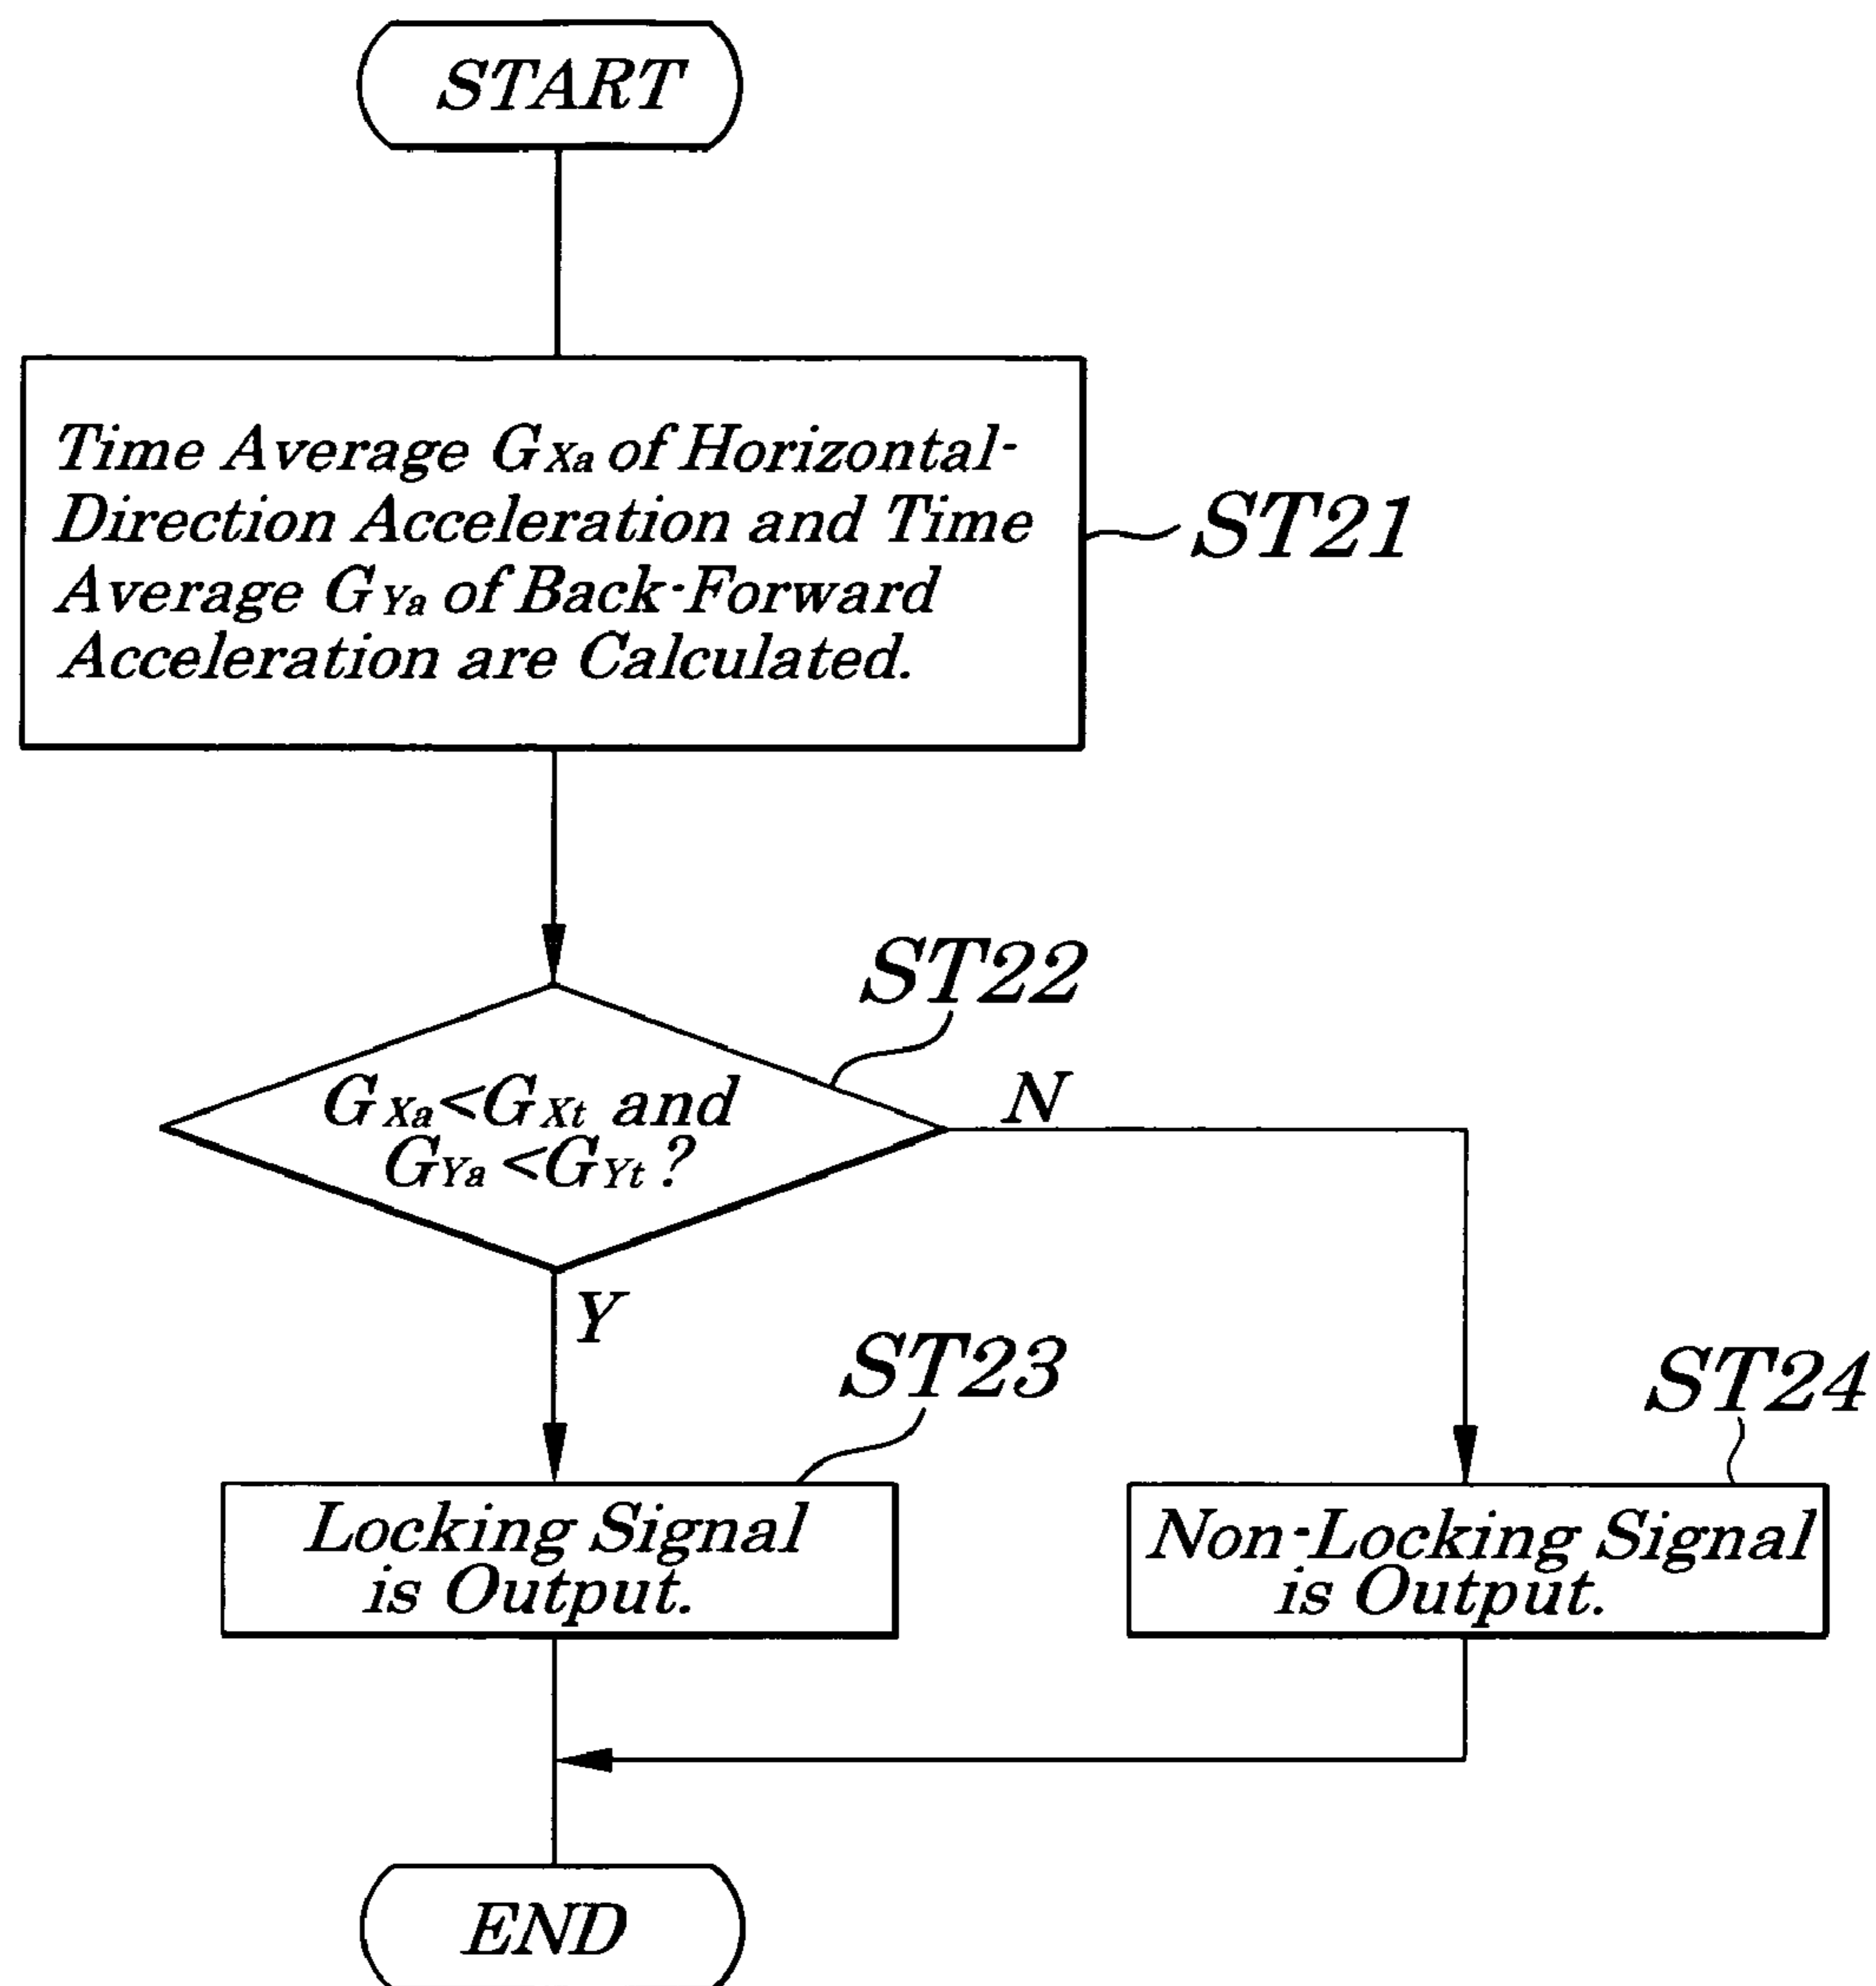 START
Time Average GXa of Horizontal-
Direction Acceleration and Time
Average GYa of Back-Forward
Acceleration are Calculated.
ST21
ST22
GXa<GXt and
GYa<GYt?
N
Y
ST23
ST24
Locking Signal
is Output.
Non-Locking Signal
is Output.
END